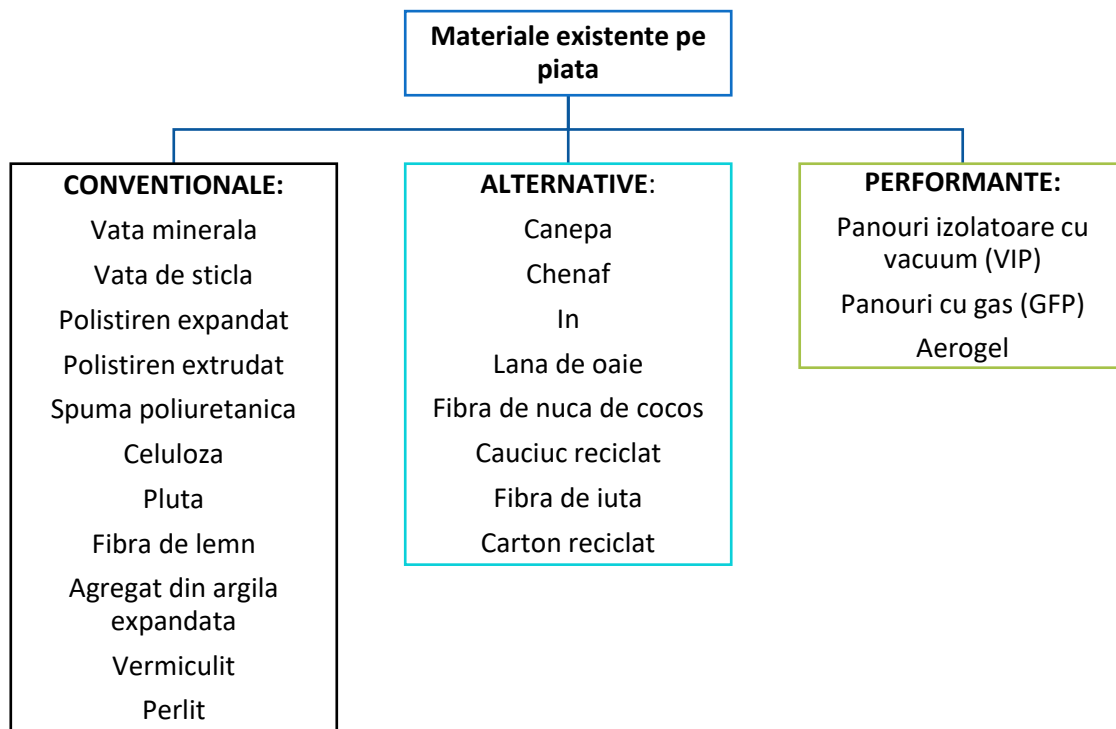 Materiale existente pe
piata
CONVENTIONALE:
Vata minerala
Vata de sticla
Polistiren expandat
Polistiren extrudat
Spuma poliuretanica
Celuloza
Pluta
Fibra de lemn
Agregat din argila
expandata
Vermiculit
Perlit
ALTERNATIVE:
Canepa
Chenaf
In
Lana de oaie
Fibra de nuca de cocos
Cauciuc reciclat
Fibra de iuta
Carton reciclat
PERFORMANTE:
Panouri izolatoare cu
vacuum (VIP)
Panouri cu gas (GFP)
Aerogel